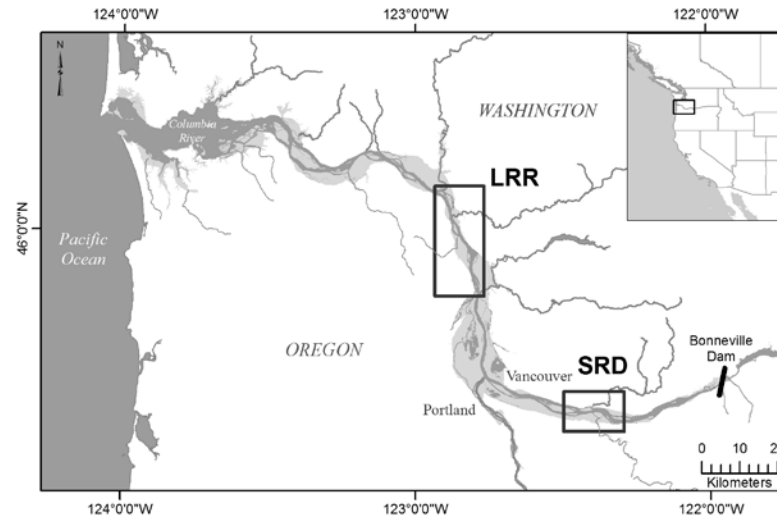 124°0'0"W 123°0'0"W 122°0'0"W
N
WASHINGTON
Columbia
River
LRR
46°0'0"N
Pacific
Ocean
OREGON
Bonneville
Dam
SRD
Vancouver
Portland
0 10 2
Kilometers
124°0'0"W 123°0'0"W 122°0'0"W